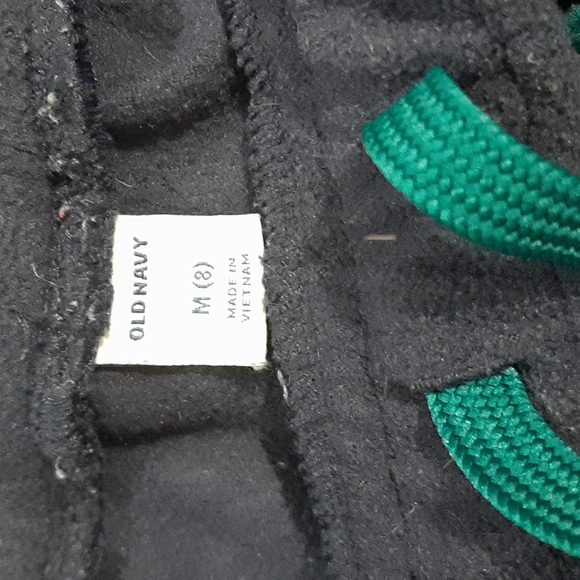 OLD NAVY
M (8)
MADE IN
VIETNAM